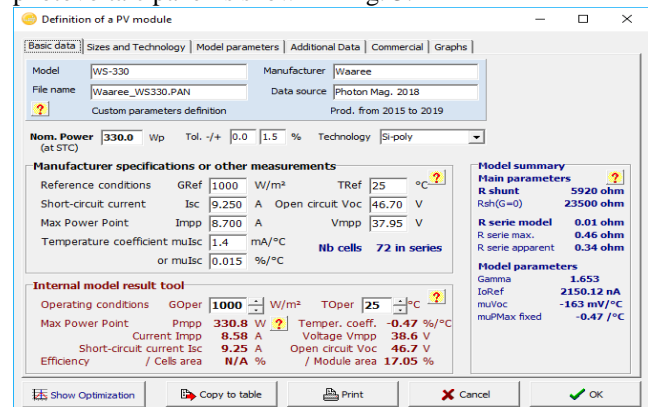 Definition of a PV module
Basic data Sizes and Technology Model parameters Additional Data Commercial Graphs
Model WS-330 Manufacturer Waaree
File name Waaree_WS330.PAN Data source Photon Mag. 2018
? Custom parameters definition Prod. from 2015 to 2019
Nom. Power 330.0 Wp Tol. -/+ 0.0 1.5 % Technology Si-poly
(at STC)
Manufacturer specifications or other measurements
?
Reference conditions GRef 1000 W/m² TRef 25 °C
Short-circuit current Isc 9.250 A Open circuit Voc 46.70 V
Max Power Point Impp 8.700 A Vmpp 37.95 V
Temperature coefficient muIsc 1.4 mA/°C Nb cells 72 in series
or muIsc 0.015 %/°C
Internal model result tool
?
Operating conditions GOper 1000 W/m² TOper 25 °C
Max Power Point Pmpp 330.8 W ? Temper. coeff. -0.47 %/°C
Current Impp 8.58 A Voltage Vmpp 38.6 V
Short-circuit current Isc 9.25 A Open circuit Voc 46.7 V
Efficiency / Cells area N/A % / Module area 17.05 %
Model summary
Main parameters ?
R shunt 5920 ohm
Rsh(G=0) 23500 ohm
R serie model 0.01 ohm
R serie max. 0.46 ohm
R serie apparent 0.34 ohm
Model parameters
Gamma 1.653
IoRef 2150.12 nA
muVoc -163 mV/°C
muPMax fixed -0.47 /°C
Show Optimization Copy to table Print Cancel OK